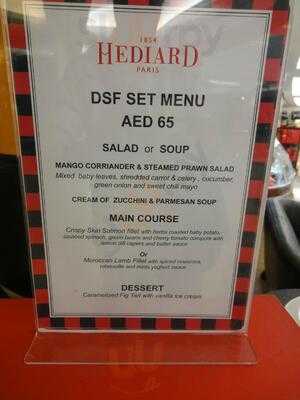 1854
HEDIARD
PARIS
DSF SET MENU
AED 65
SALAD or SOUP
MANGO CORRIANDER & STEAMED PRAWN SALAD
Mixed baby leaves, shredded carrot & celery, cucumber,
green onion and sweet chili mayo
CREAM OF ZUCCHINI & PARMESAN SOUP
MAIN COURSE
Crispy Skin Salmon fillet with herbs roasted baby potato,
sauteed spinach, green beans and cherry tomato compote with
lemon dill capers and butter sauce
Or
Moroccan Lamb Fillet with spiced couscous,
ratatouille and minty yoghurt sauce
DESSERT
Caramelized Fig Tart with vanilla ice cream